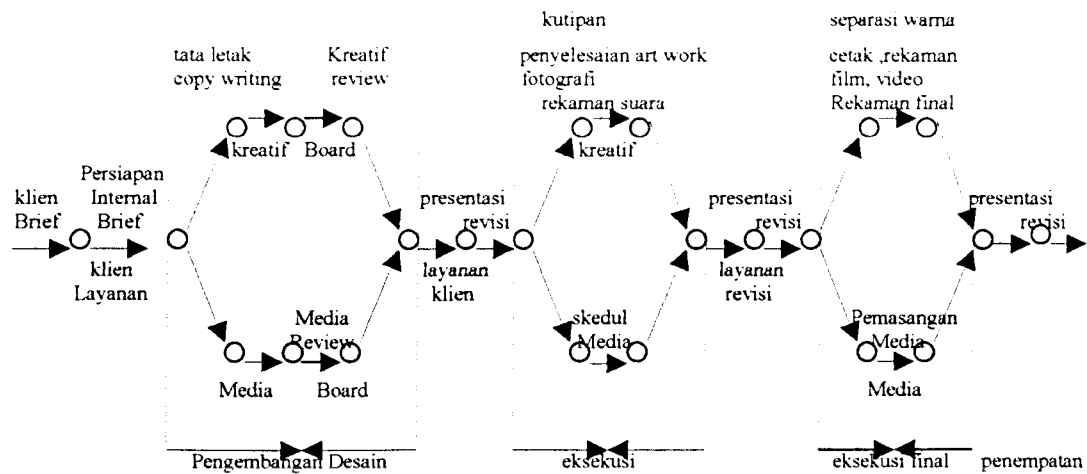 kutipan
separasi warna
tata letak
copy writing
Kreatif
review
penyelesaian art work
fotografi
rekaman suara
cetak ,rekaman
film, video
Rekaman final
kreatif
Board
kreatif
klien
Brief
Persiapan
Internal
Brief
presentasi
revisi
presentasi
revisi
presentasi
revisi
klien
Layanan
layanan
klien
layanan
revisi
Media
Review
skedul
Media
Pemasangan
Media
Media
Board
Media
Pengembangan Desain
eksekusi
eksekusi final
penempatan